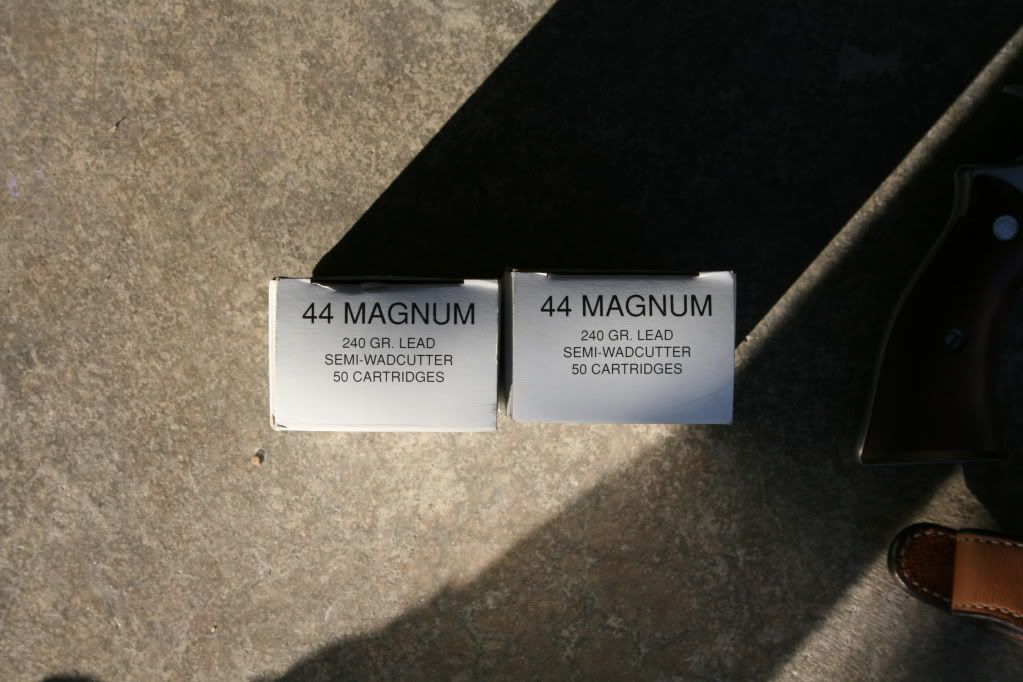 44 MAGNUM
240 GR. LEAD
SEMI-WADCUTTER
50 CARTRIDGES
44 MAGNUM
240 GR. LEAD
SEMI-WADCUTTER
50 CARTRIDGES